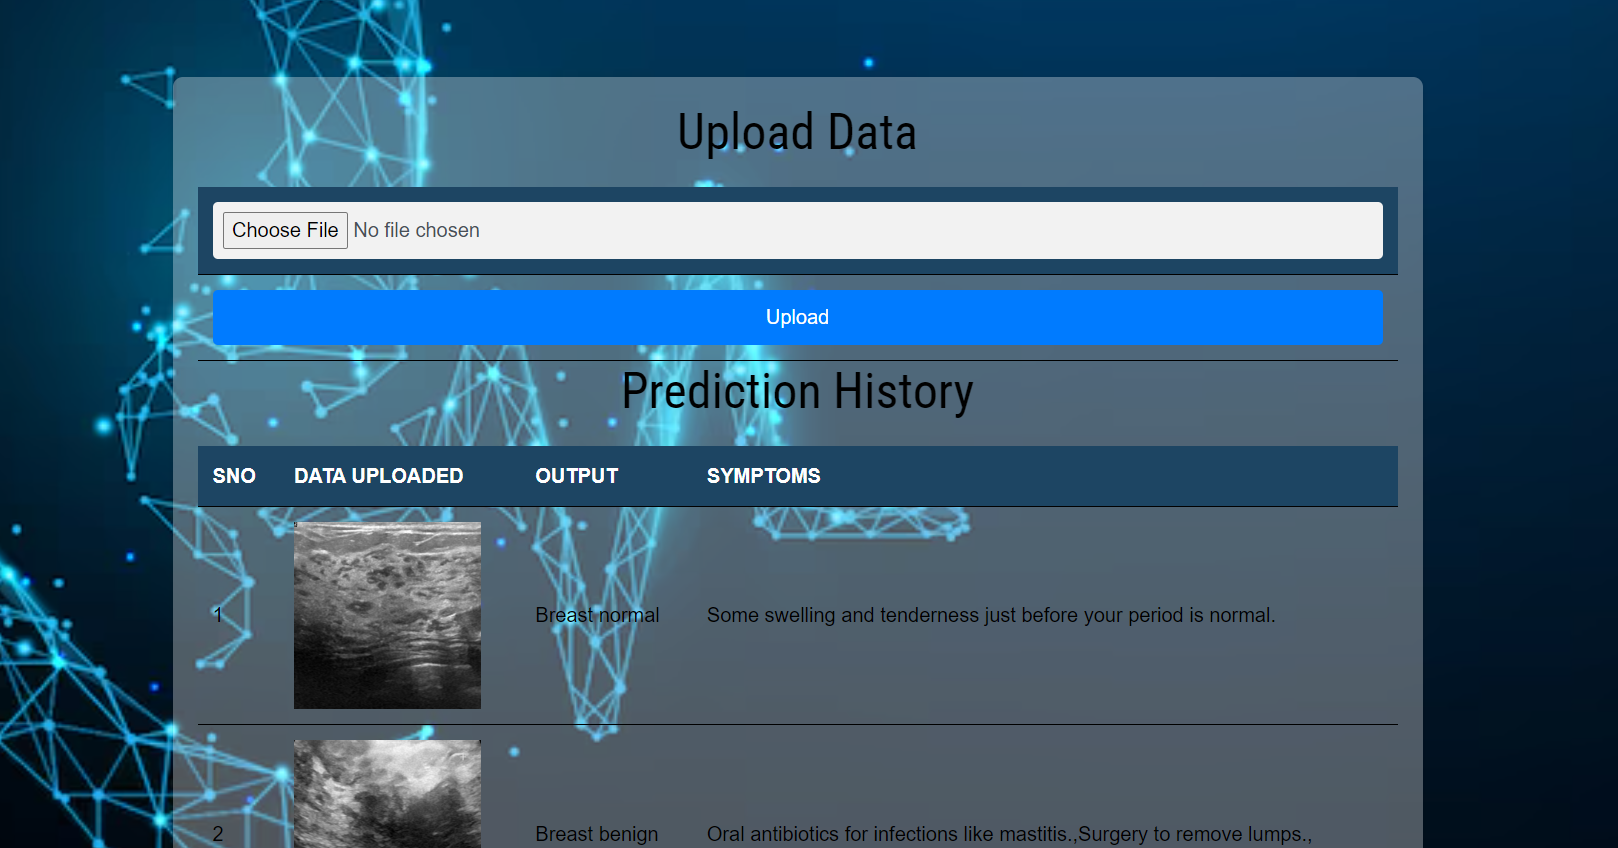 Upload Data
Choose File No file chosen
Upload
Prediction History
SNO DATA UPLOADED OUTPUT SYMPTOMS
1 Breast normal Some swelling and tenderness just before your period is normal.
2 Breast benign Oral antibiotics for infections like mastitis.,Surgery to remove lumps.,